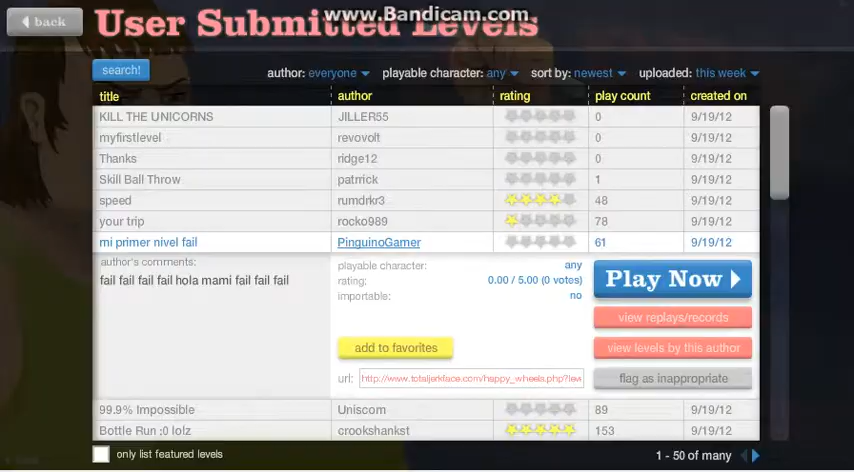 back
User Submitted Levels
www.Bandicam.com
search!
author: everyone playable character: any sort by: newest uploaded: this week
title author rating play count created on
KILL THE UNICORNS JILLER55 0 9/19/12
myfirstlevel revovolt 0 9/19/12
Thanks ridge12 0 9/19/12
Skill Ball Throw patrrick 1 9/19/12
speed rumdrkr3 48 9/19/12
your trip rocko989 78 9/19/12
mi primer nivel fail PinguinoGamer 61 9/19/12
author's comments:
fail fail fail fail hola mami fail fail fail
playable character: any
rating: 0.00 / 5.00 (0 votes)
importable: no
add to favorites
url: http://www.totaljerkface.com/happy_wheels.php?lev
Play Now
view replays/records
view levels by this author
flag as inappropriate
99.9% Impossible Uniscom 89 9/19/12
Bottle Run ;0 lolz crookshankst 153 9/19/12
only list featured levels
1 - 50 of many